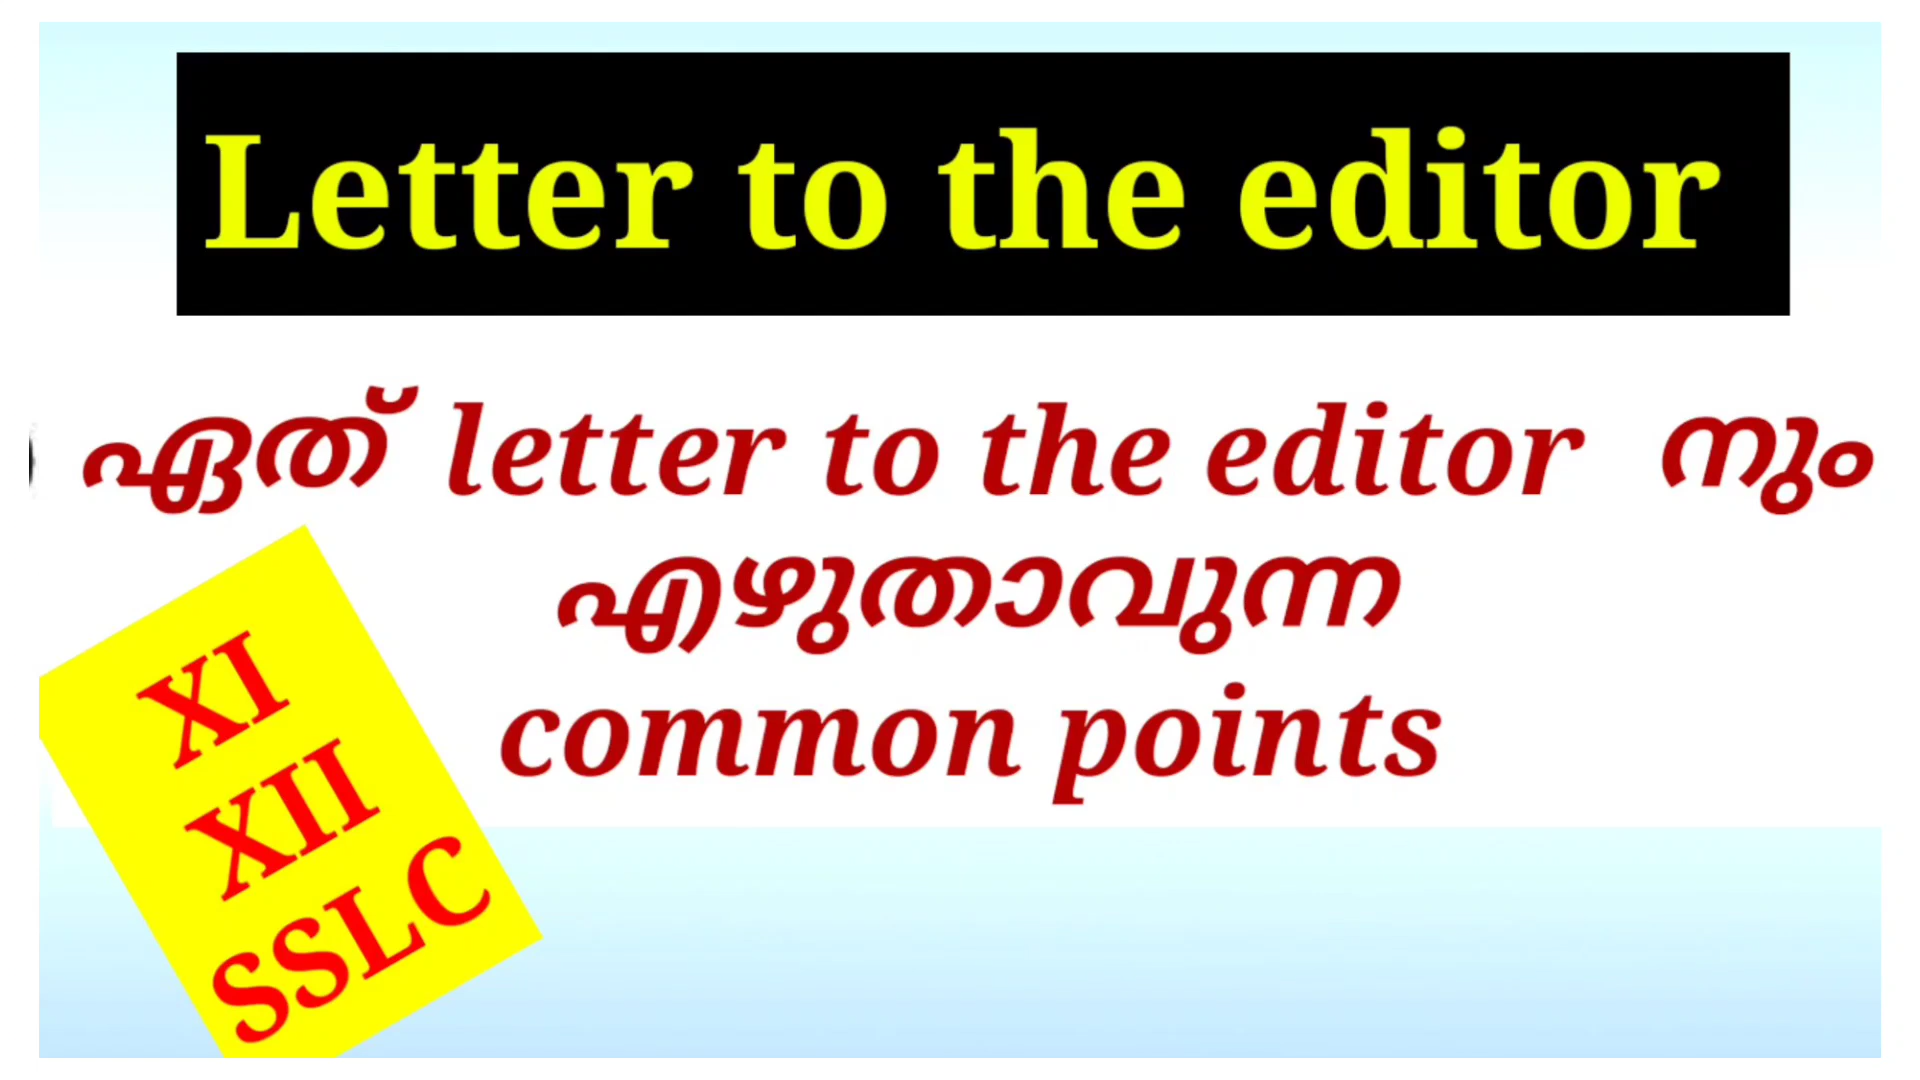 Letter to the editor
ഏത് letter to the editor നും
എഴുതാവുന്ന
common points
XI
XII
SSLC